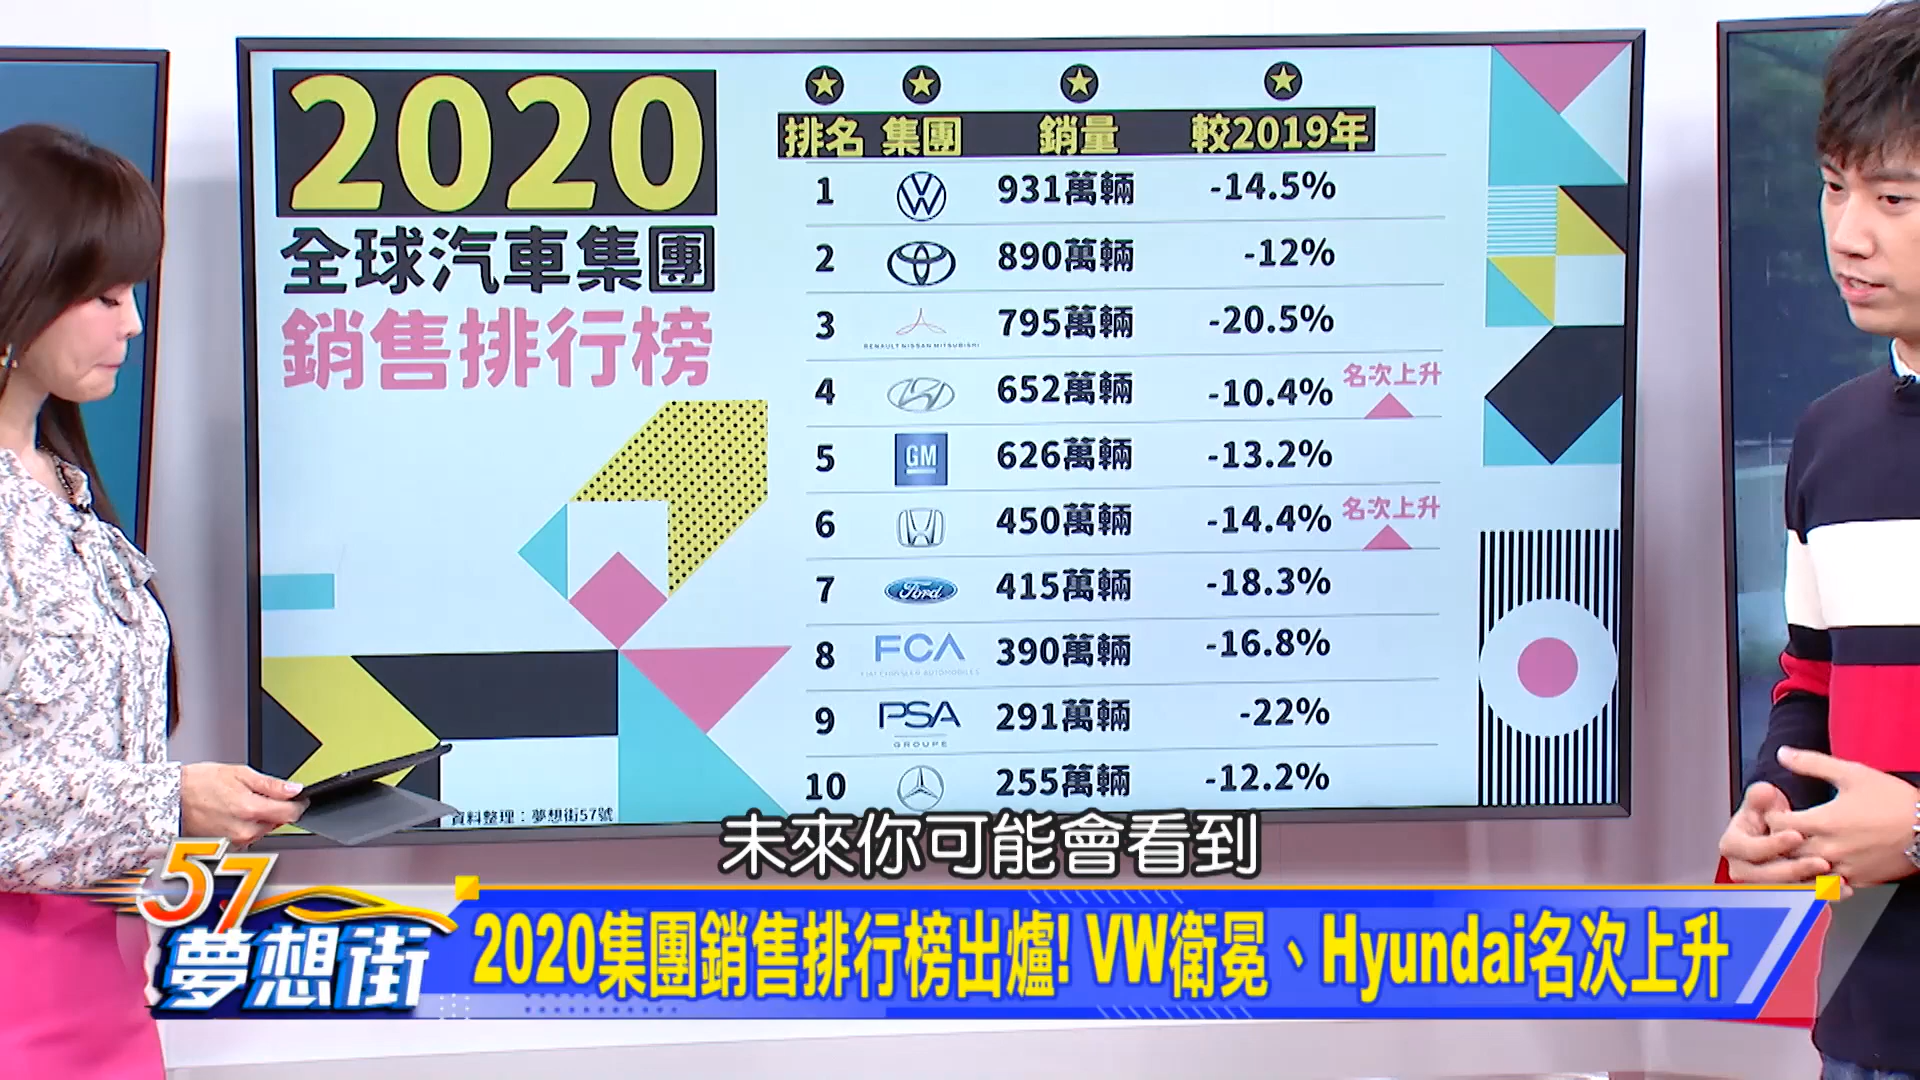 2020
全球汽車集團
銷售排行榜
排名 集團 銷量 較2019年
1 931萬輛 -14.5%
2 890萬輛 -12%
3 RENAULT NISSAN MITSUBISHI 795萬輛 -20.5%
4 652萬輛 -10.4% 名次上升
5 GM 626萬輛 -13.2%
6 450萬輛 -14.4% 名次上升
7 Ford 415萬輛 -18.3%
8 FCA FIAT CHRYSLER AUTOMOBILES 390萬輛 -16.8%
9 PSA GROUPE 291萬輛 -22%
10 255萬輛 -12.2%
資料整理：夢想街57號
未來你可能會看到
57
夢想街
2020集團銷售排行榜出爐! VW衛冕、Hyundai名次上升